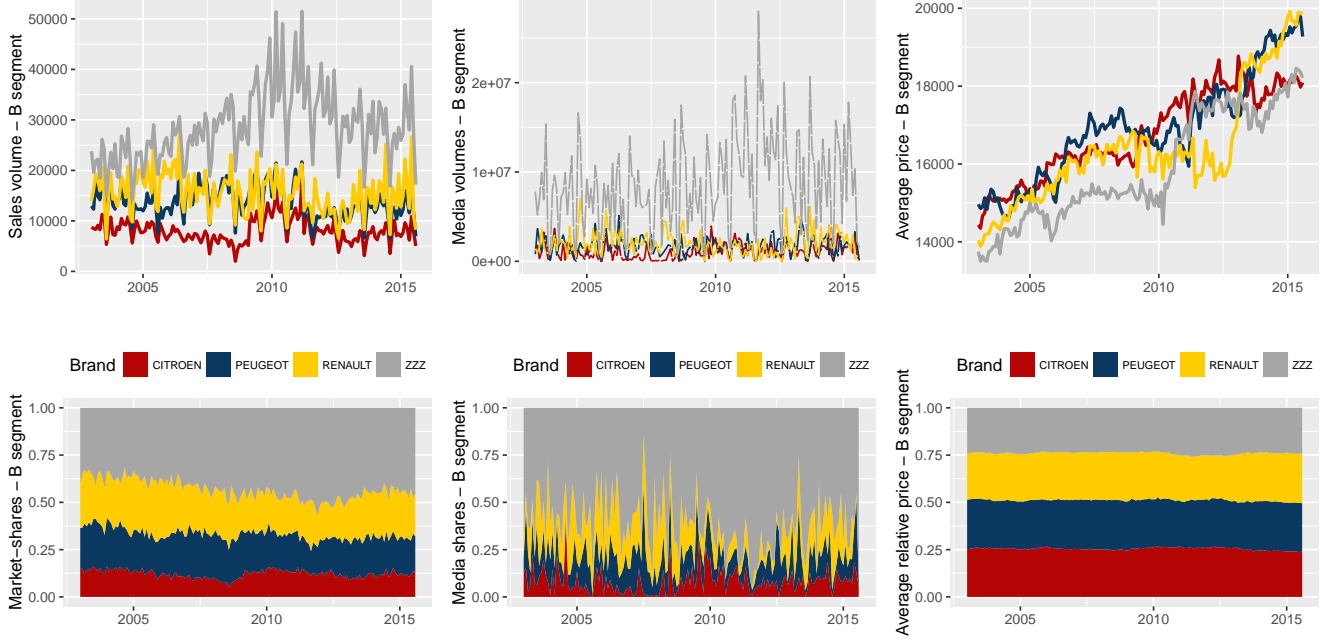 Sales volume – B segment
50000
40000
30000
20000
10000
0
2005 2010 2015
Media volumes – B segment
2e+07
1e+07
0e+00
2005 2010 2015
Average price – B segment
20000
18000
16000
14000
2005 2010 2015
Brand CITROEN PEUGEOT RENAULT ZZZ
Brand CITROEN PEUGEOT RENAULT ZZZ
Brand CITROEN PEUGEOT RENAULT ZZZ
Market–shares – B segment
1.00
0.75
0.50
0.25
0.00
2005 2010 2015
Media shares – B segment
1.00
0.75
0.50
0.25
0.00
2005 2010 2015
Average relative price – B segment
1.00
0.75
0.50
0.25
0.00
2005 2010 2015